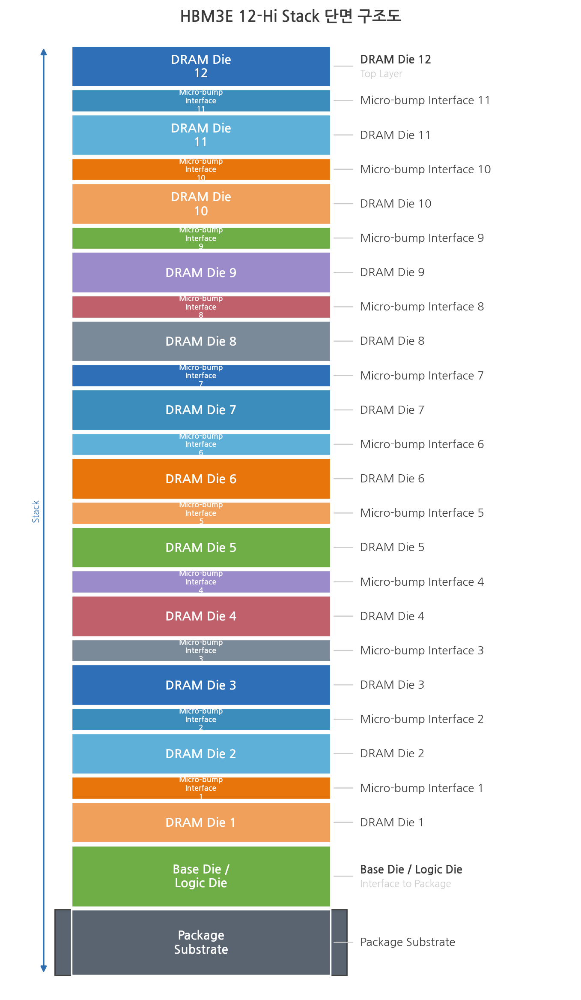 HBM3E 12-Hi Stack 단면 구조도
DRAM Die
12
DRAM Die 12
Top Layer
Micro-bump
Interface
11
Micro-bump Interface 11
DRAM Die
11
DRAM Die 11
Micro-bump
Interface
10
Micro-bump Interface 10
DRAM Die
10
DRAM Die 10
Micro-bump
Interface
9
Micro-bump Interface 9
DRAM Die 9
DRAM Die 9
Micro-bump
Interface
8
Micro-bump Interface 8
DRAM Die 8
DRAM Die 8
Micro-bump
Interface
7
Micro-bump Interface 7
DRAM Die 7
DRAM Die 7
Micro-bump
Interface
6
Micro-bump Interface 6
DRAM Die 6
DRAM Die 6
Stack
Micro-bump
Interface
5
Micro-bump Interface 5
DRAM Die 5
DRAM Die 5
Micro-bump
Interface
4
Micro-bump Interface 4
DRAM Die 4
DRAM Die 4
Micro-bump
Interface
3
Micro-bump Interface 3
DRAM Die 3
DRAM Die 3
Micro-bump
Interface
2
Micro-bump Interface 2
DRAM Die 2
DRAM Die 2
Micro-bump
Interface
1
Micro-bump Interface 1
DRAM Die 1
DRAM Die 1
Base Die /
Logic Die
Base Die / Logic Die
Interface to Package
Package
Substrate
Package Substrate